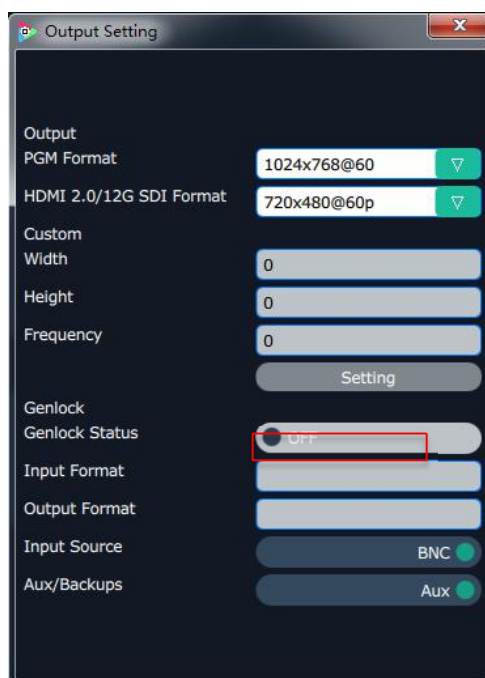 Output Setting
Output
PGM Format 1024x768@60
HDMI 2.0/12G SDI Format 720x480@60p
Custom
Width 0
Height 0
Frequency 0
Setting
Genlock
Genlock Status OFF
Input Format
Output Format
Input Source BNC
Aux/Backups Aux